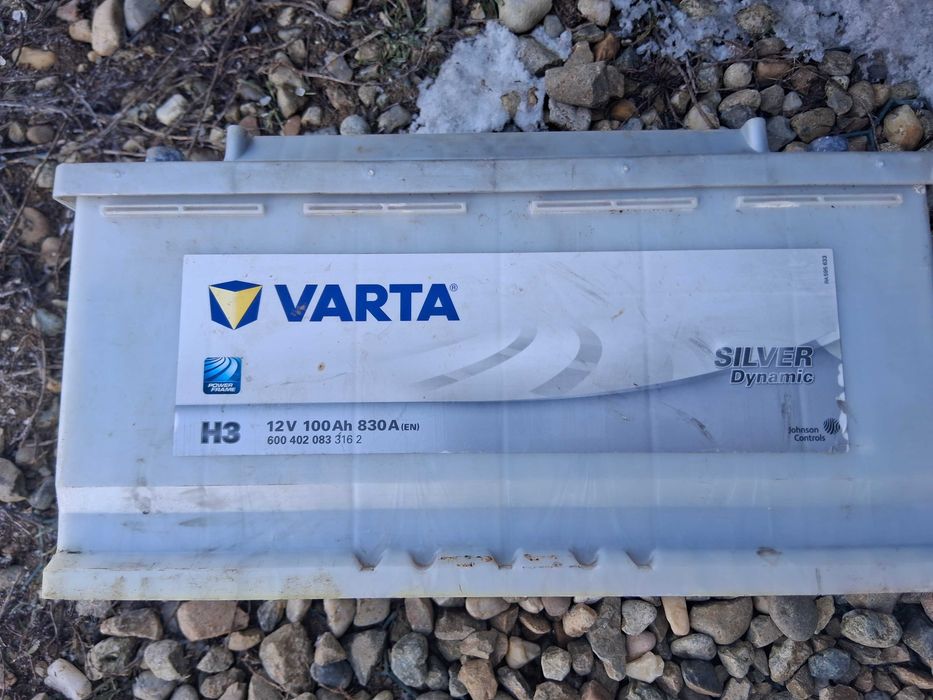 VARTA®
POWER
FRAME
SILVER
Dynamic
H3
12V 100Ah 830A (EN)
600 402 083 316 2
Johnson
Controls